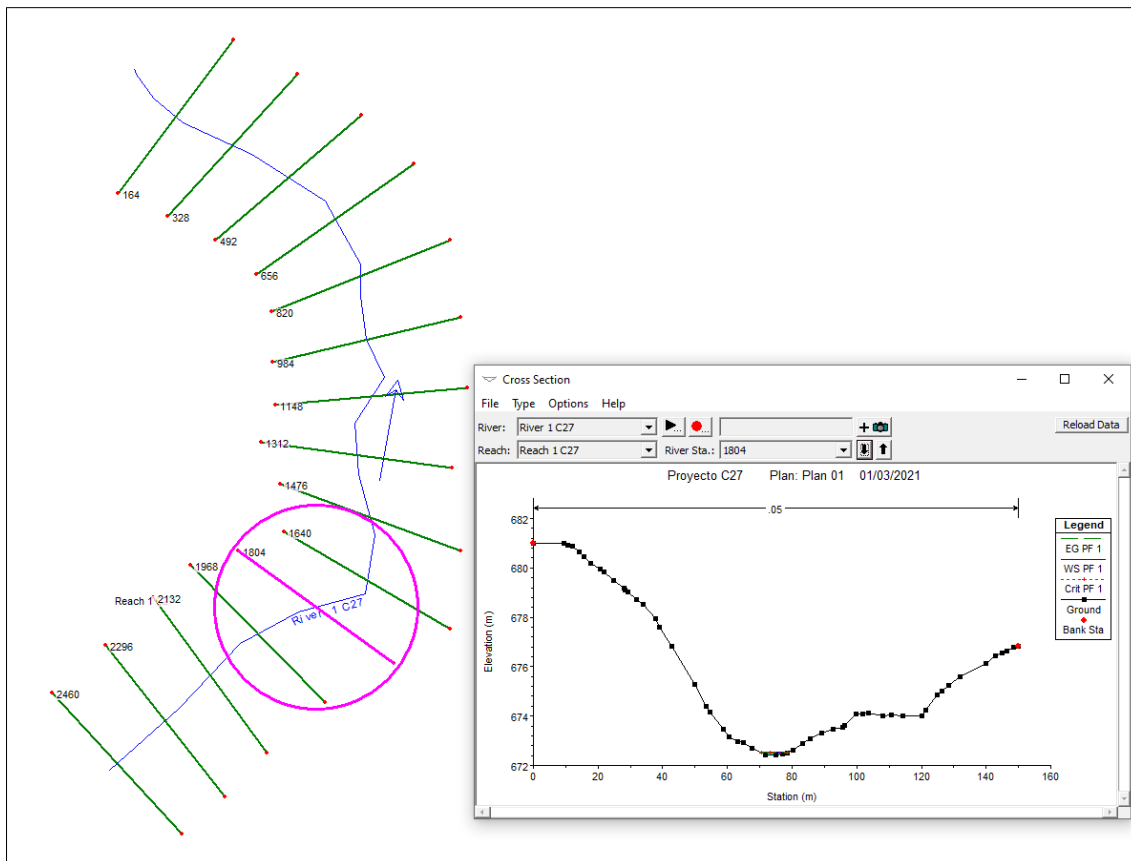 164
328
492
656
820
984
1148
1312
1476
1640
1804
1968
Reach 1
2132
River 1 C27
2296
2460
Cross Section
File Type Options Help
River: River 1 C27
Reload Data
Reach: Reach 1 C27 River Sta.: 1804
Proyecto C27 Plan: Plan 01 01/03/2021
.05
682
680
678
676
674
672
Elevation (m)
0 20 40 60 80 100 120 140 160
Station (m)
Legend
EG PF 1
WS PF 1
Crit PF 1
Ground
Bank Sta